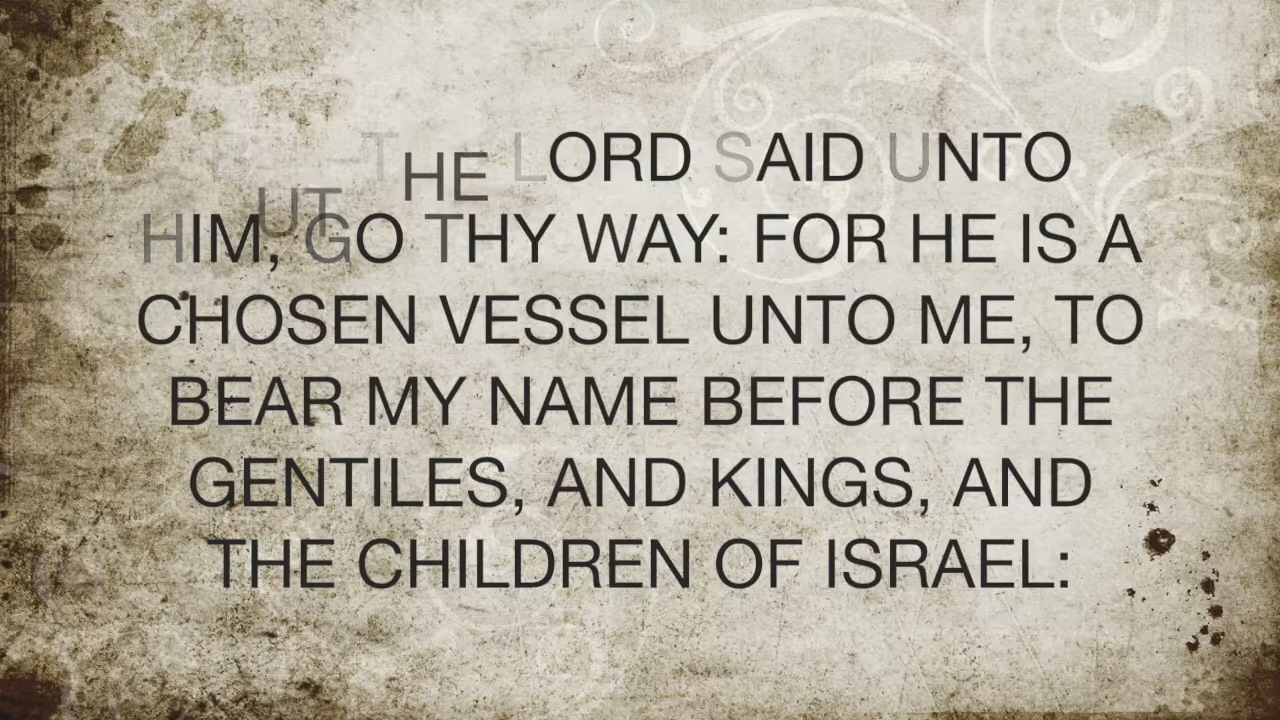 BUT THE LORD SAID UNTO
HIM, GO THY WAY: FOR HE IS A
CHOSEN VESSEL UNTO ME, TO
BEAR MY NAME BEFORE THE
GENTILES, AND KINGS, AND
THE CHILDREN OF ISRAEL: